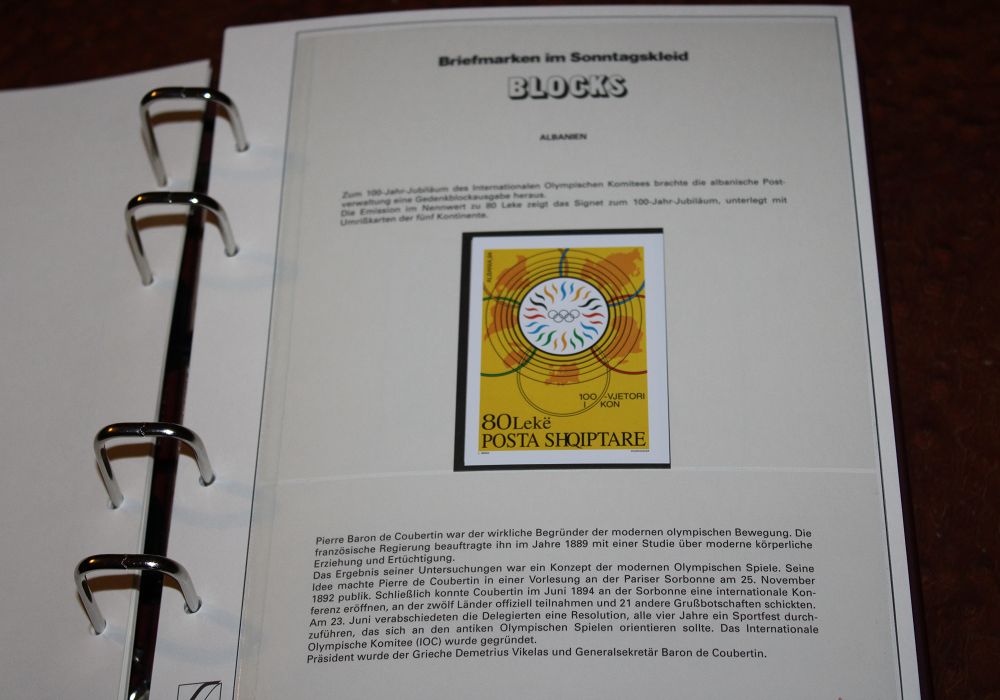 Briefmarken im Sonntagskleid
BLOCKS
ALBANIEN
Zum 100-Jahr-Jubiläum des Internationalen Olympischen Komitees brachte die albanische Post-
verwaltung eine Gedenkblockausgabe heraus.
Die Emission im Nennwert zu 80 Leke zeigt das Signet zum 100-Jahr-Jubiläum, unterlegt mit
Umrißkarten der fünf Kontinente.
100 -VJETORI
I KON
80 Lekë
POSTA SHQIPTARE
Pierre Baron de Coubertin war der wirkliche Begründer der modernen olympischen Bewegung. Die
französische Regierung beauftragte ihn im Jahre 1889 mit einer Studie über moderne körperliche
Erziehung und Ertüchtigung.
Das Ergebnis seiner Untersuchungen war ein Konzept der modernen Olympischen Spiele. Seine
Idee machte Pierre de Coubertin in einer Vorlesung an der Pariser Sorbonne am 25. November
1892 publik. Schließlich konnte Coubertin im Juni 1894 an der Sorbonne eine internationale Kon-
ferenz eröffnen, an der zwölf Länder offiziell teilnahmen und 21 andere Grußbotschaften schickten.
Am 23. Juni verabschiedeten die Delegierten eine Resolution, alle vier Jahre ein Sportfest durch-
zuführen, das sich an den antiken Olympischen Spielen orientieren sollte. Das Internationale
Olympische Komitee (IOC) wurde gegründet.
Präsident wurde der Grieche Demetrius Vikelas und Generalsekretär Baron de Coubertin.